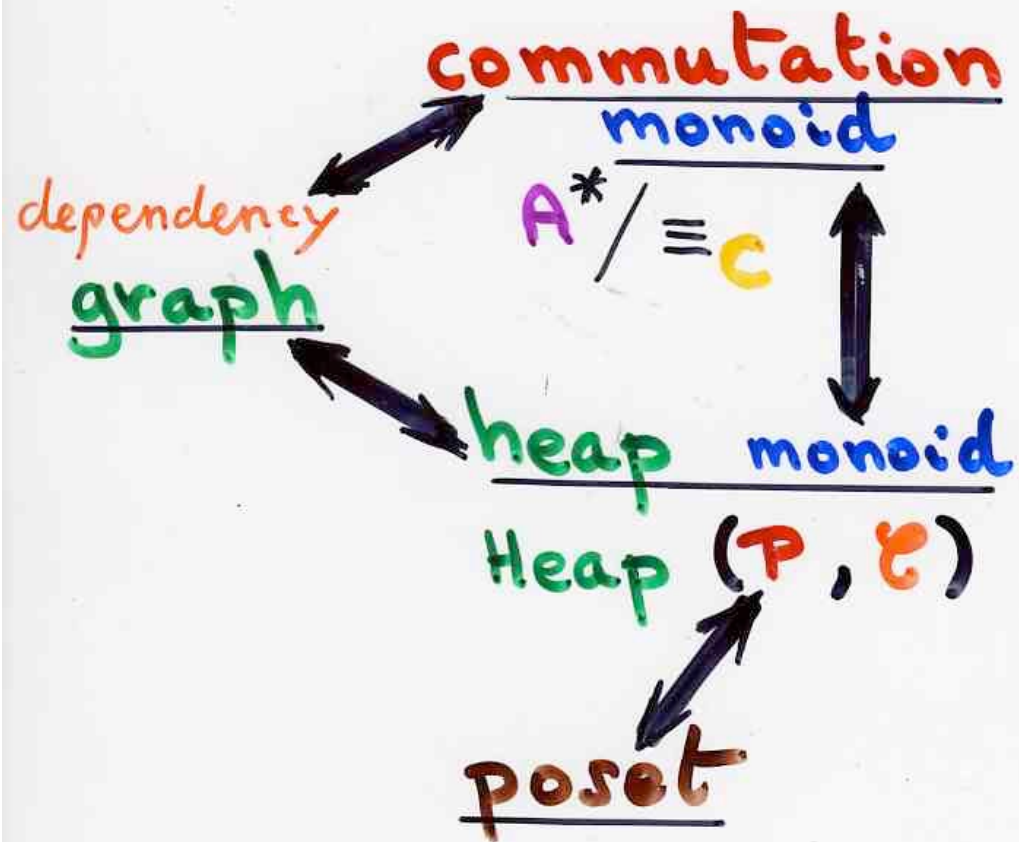 commutation
monoid
dependency
A* / ≡C
graph
heap monoid
Heap (P, C)
poset